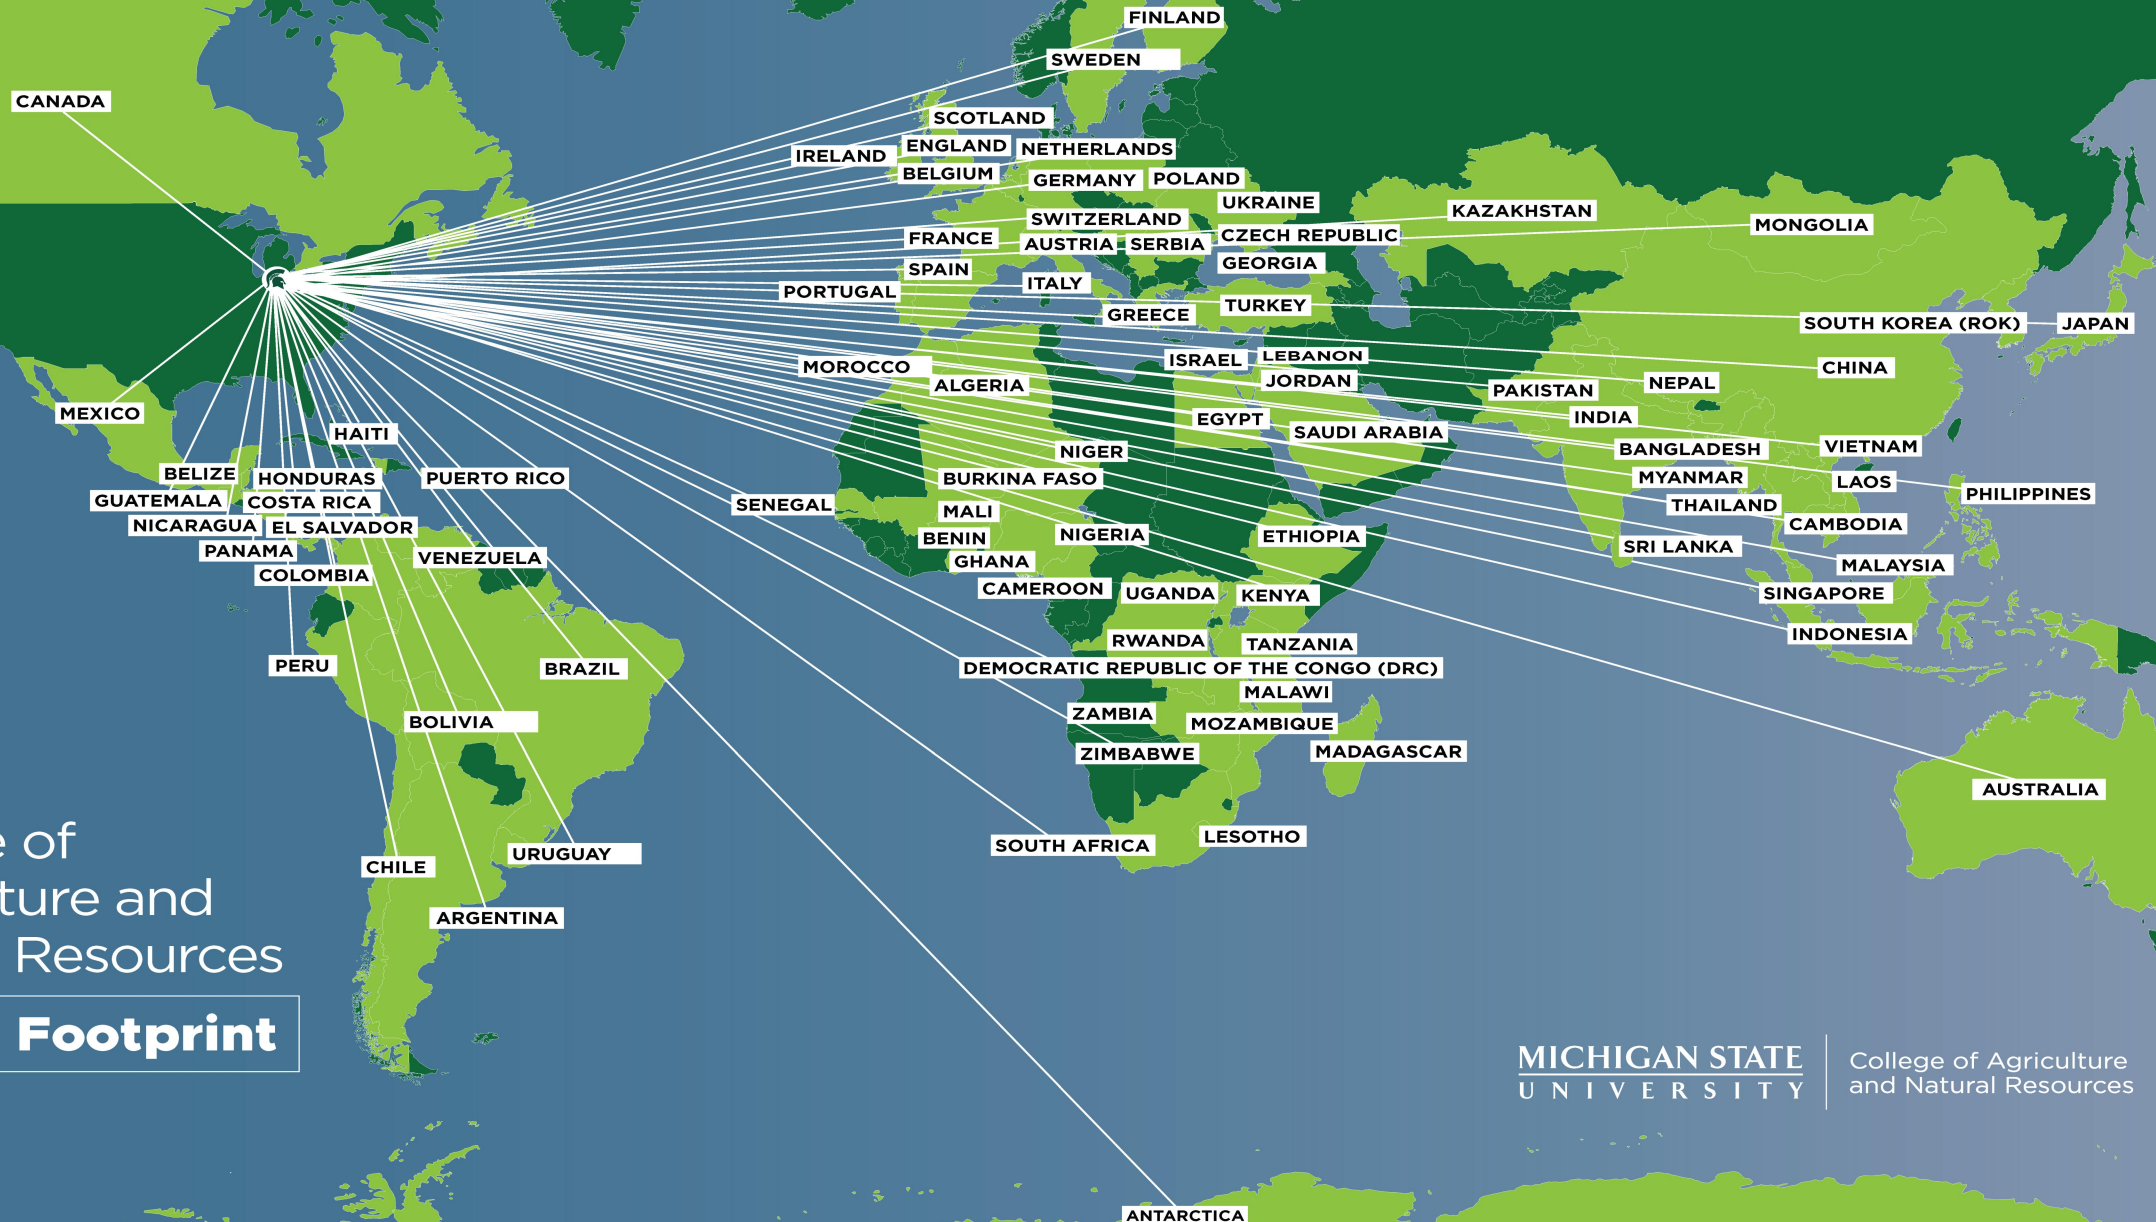 FINLAND
SWEDEN
CANADA
SCOTLAND
ENGLAND
NETHERLANDS
IRELAND
BELGIUM
GERMANY
POLAND
UKRAINE
SWITZERLAND
KAZAKHSTAN
MONGOLIA
FRANCE
AUSTRIA
SERBIA
CZECH REPUBLIC
SPAIN
GEORGIA
ITALY
PORTUGAL
TURKEY
GREECE
SOUTH KOREA (ROK)
JAPAN
MOROCCO
ISRAEL
LEBANON
CHINA
ALGERIA
JORDAN
PAKISTAN
NEPAL
MEXICO
EGYPT
INDIA
HAITI
SAUDI ARABIA
NIGER
BANGLADESH
VIETNAM
BELIZE
HONDURAS
PUERTO RICO
BURKINA FASO
MYANMAR
LAOS
PHILIPPINES
GUATEMALA
COSTA RICA
SENEGAL
MALI
THAILAND
NICARAGUA
EL SALVADOR
BENIN
NIGERIA
ETHIOPIA
CAMBODIA
PANAMA
VENEZUELA
GHANA
SRI LANKA
MALAYSIA
COLOMBIA
CAMEROON
UGANDA
KENYA
SINGAPORE
RWANDA
TANZANIA
INDONESIA
PERU
BRAZIL
DEMOCRATIC REPUBLIC OF THE CONGO (DRC)
MALAWI
BOLIVIA
ZAMBIA
MOZAMBIQUE
ZIMBABWE
MADAGASCAR
AUSTRALIA
SOUTH AFRICA
LESOTHO
URUGUAY
CHILE
ARGENTINA
e of
ture and
Resources
Footprint
MICHIGAN STATE
UNIVERSITY
College of Agriculture
and Natural Resources
ANTARCTICA